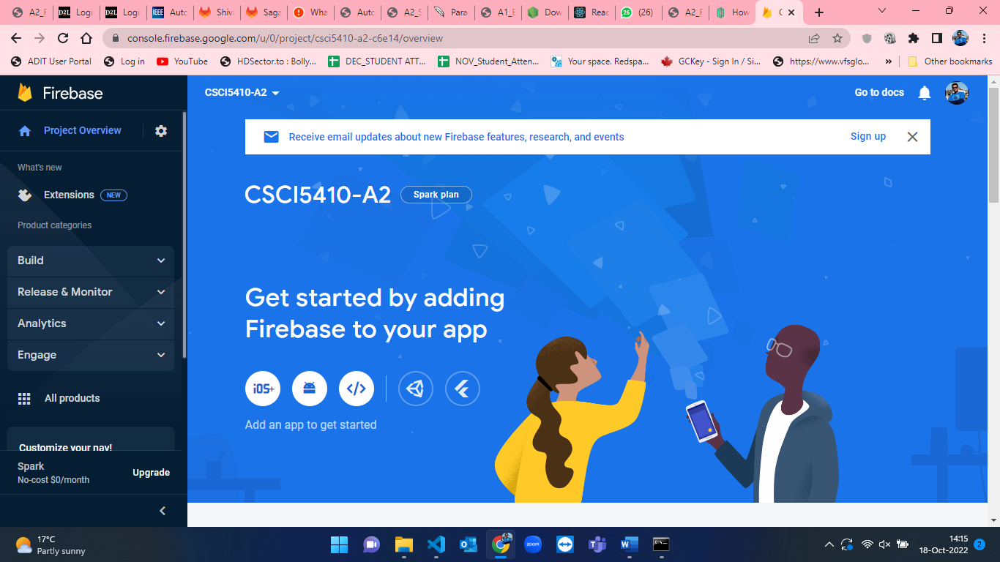 A2_F
D2L Logi
D2L Logi
IEEE Auto
Shiv
Saga
Wha
Auto
A2_S
Para
A1_E
Dow
Reac
26 (26)
A2_F
How
console.firebase.google.com/u/0/project/csci5410-a2-c6e14/overview
ADIT User Portal
Log in
YouTube
HDSector.to : Bolly...
DEC_STUDENT ATT...
NOV_Student_Atten...
Your space. Redspa...
GCKey - Sign In / Si...
https://www.vfsglo...
»
Other bookmarks
Firebase
Project Overview
What's new
Extensions NEW
Product categories
Build
Release & Monitor
Analytics
Engage
All products
Customize your nav!
Spark
No-cost $0/month
Upgrade
CSCI5410-A2
Go to docs
Receive email updates about new Firebase features, research, and events
Sign up
CSCI5410-A2 Spark plan
Get started by adding
Firebase to your app
iOS+
Add an app to get started
17°C
Partly sunny
zoom
14:15
18-Oct-2022
2